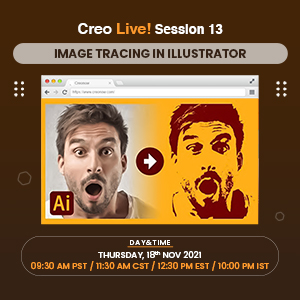 Creo Live! Session 13
IMAGE TRACING IN ILLUSTRATOR
Ai
DAY&TIME
THURSDAY, 18th NOV 2021
09:30 AM PST / 11:30 AM CST / 12:30 PM EST / 10:00 PM IST